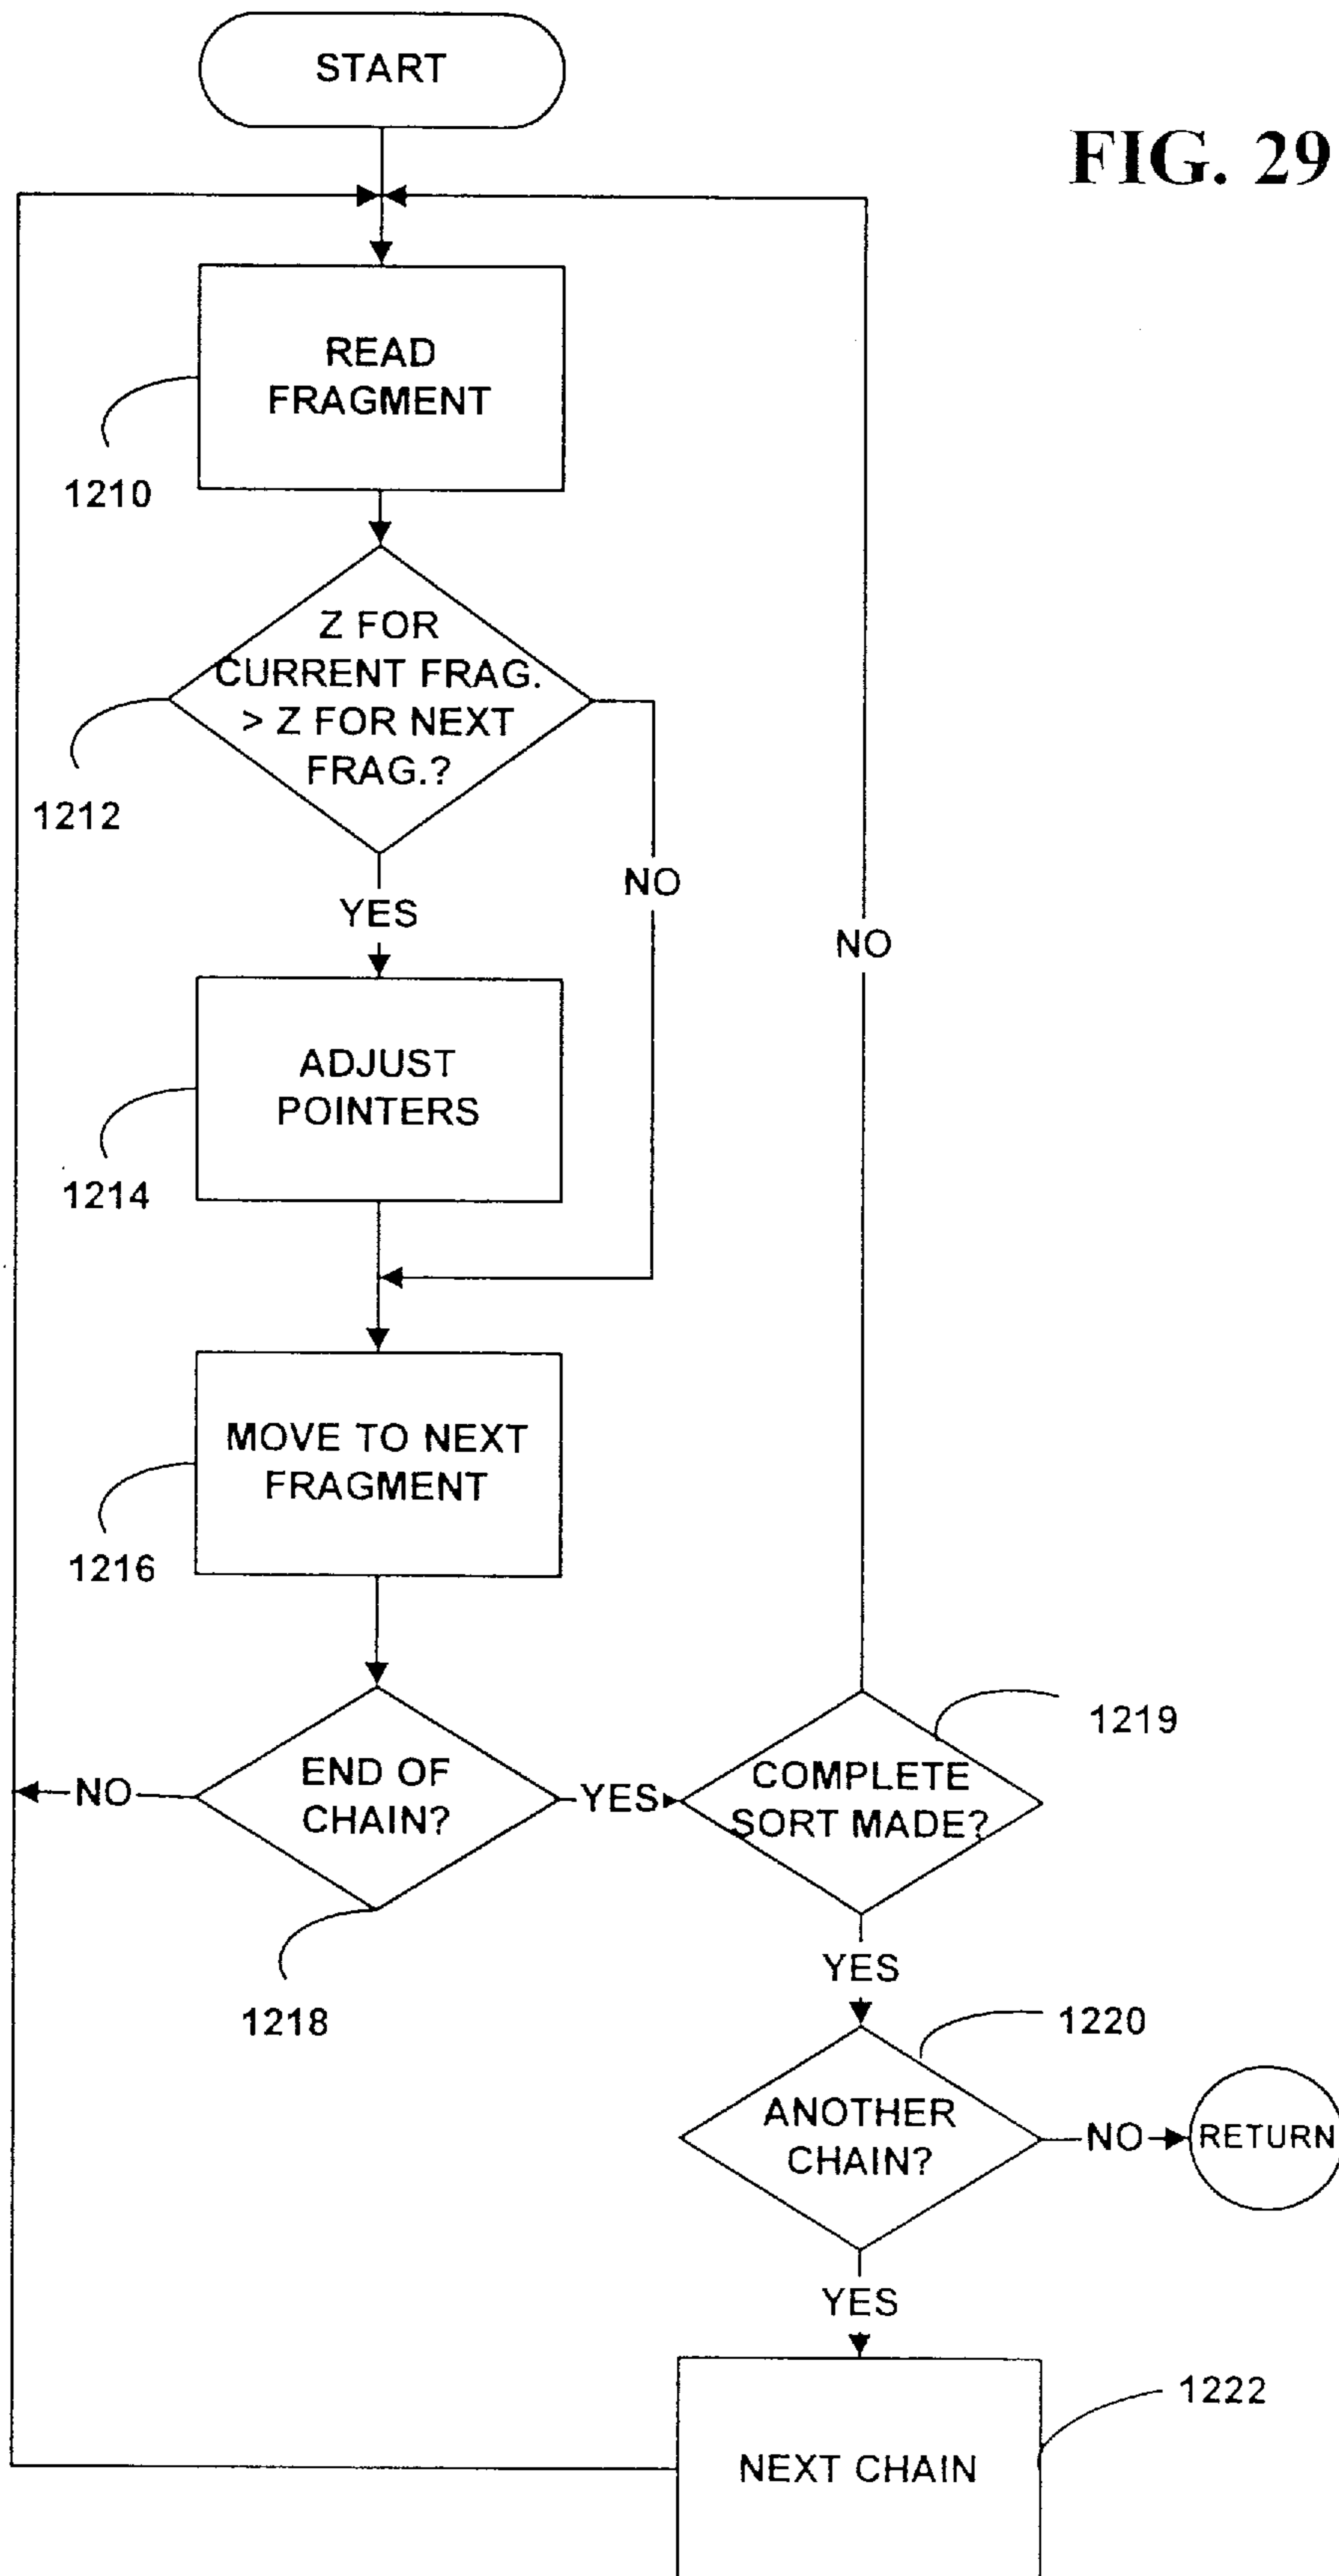 START
FIG. 29
READ
FRAGMENT
1210
Z FOR
CURRENT FRAG.
> Z FOR NEXT
FRAG.?
1212
NO
YES
NO
ADJUST
POINTERS
1214
MOVE TO NEXT
FRAGMENT
1216
1219
END OF
CHAIN?
NO
YES
COMPLETE
SORT MADE?
1218
YES
1220
ANOTHER
CHAIN?
NO
RETURN
YES
1222
NEXT CHAIN